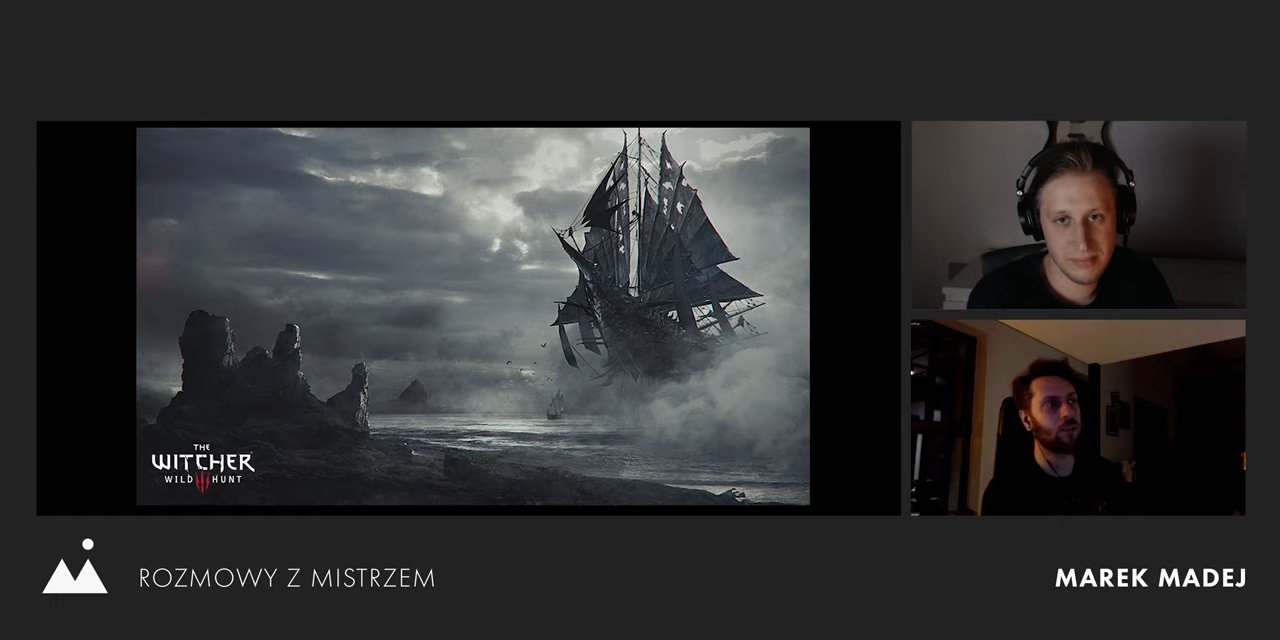 THE
WITCHER
WILD HUNT
ROZMOWY Z MISTRZEM
MAREK MADEJ